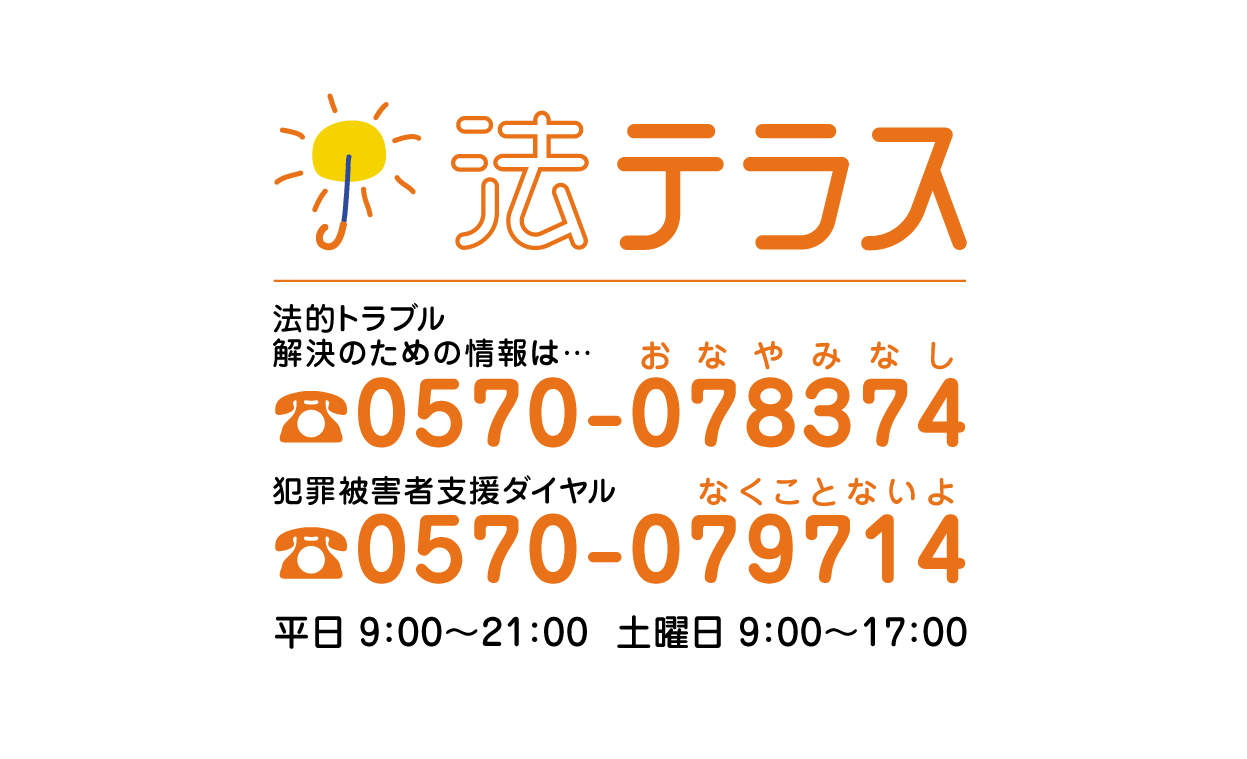 法テラス
法的トラブル
解決のための情報は…
おなやみなし
☎0570-078374
犯罪被害者支援ダイヤル なくことないよ
☎0570-079714
平日 9:00～21:00 土曜日 9:00～17:00